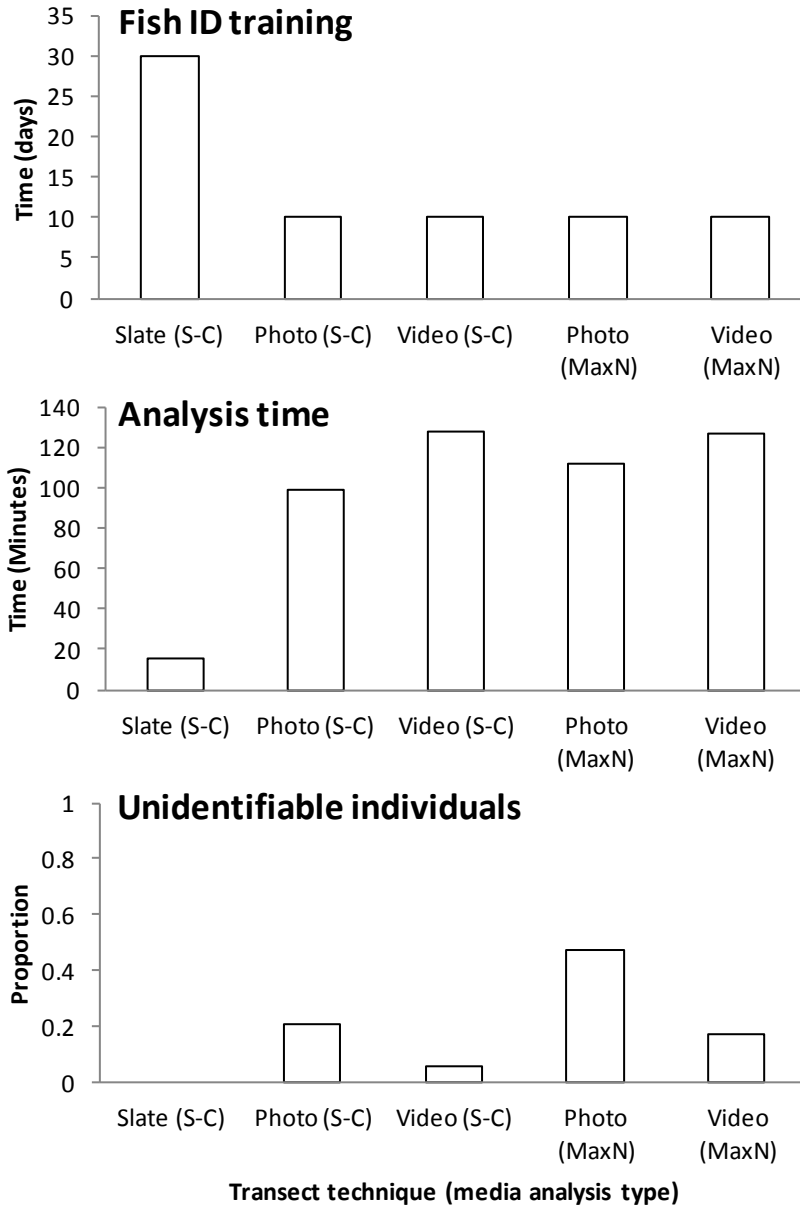 Fish ID training
Time (days)
35
30
25
20
15
10
5
0
Slate (S-C) Photo (S-C) Video (S-C) Photo (MaxN) Video (MaxN)
Analysis time
Time (Minutes)
140
120
100
80
60
40
20
0
Slate (S-C) Photo (S-C) Video (S-C) Photo (MaxN) Video (MaxN)
Unidentifiable individuals
Proportion
1
0.8
0.6
0.4
0.2
0
Slate (S-C) Photo (S-C) Video (S-C) Photo (MaxN) Video (MaxN)
Transect technique (media analysis type)